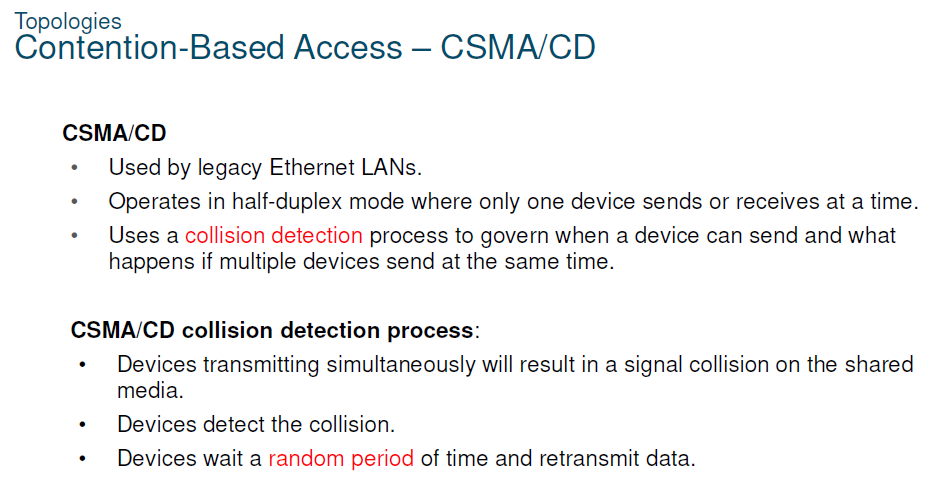 Topologies
Contention-Based Access – CSMA/CD
CSMA/CD
• Used by legacy Ethernet LANs.
• Operates in half-duplex mode where only one device sends or receives at a time.
• Uses a collision detection process to govern when a device can send and what
happens if multiple devices send at the same time.
CSMA/CD collision detection process:
• Devices transmitting simultaneously will result in a signal collision on the shared
media.
• Devices detect the collision.
• Devices wait a random period of time and retransmit data.